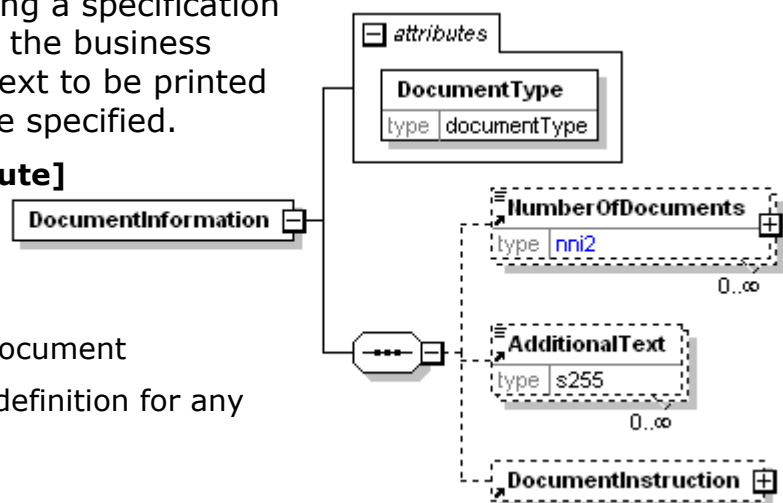 ng a specification
the business
ext to be printed
e specified.
ute]
ocument
definition for any
attributes
DocumentType
type documentType
DocumentInformation
NumberOfDocuments
type nni2
0..∞
AdditionalText
type s255
0..∞
DocumentInstruction